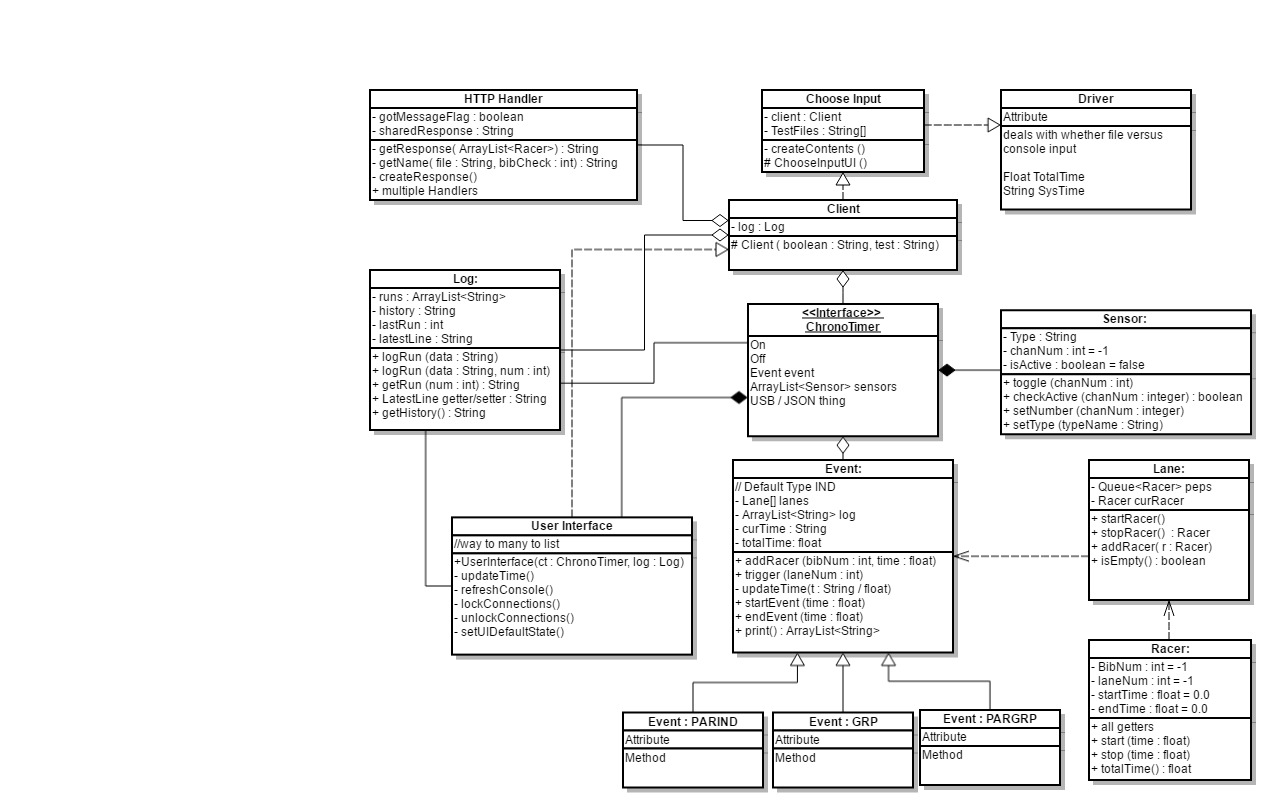 HTTP Handler
- gotMessageFlag : boolean
- sharedResponse : String
- getResponse( ArrayList<Racer>) : String
- getName( file : String, bibCheck : int) : String
- createResponse()
+ multiple Handlers
Choose Input
- client : Client
- TestFiles : String[]
- createContents ()
# ChooseInputUI ()
Driver
Attribute
deals with whether file versus
console input
Float TotalTime
String SysTime
Client
- log : Log
# Client ( boolean : String, test : String)
Log:
- runs : ArrayList<String>
- history : String
- lastRun : int
- latestLine : String
+ logRun (data : String)
+ logRun (data : String, num : int)
+ getRun (num : int) : String
+ LatestLine getter/setter : String
+ getHistory() : String
<<Interface>>
ChronoTimer
On
Off
Event event
ArrayList<Sensor> sensors
USB / JSON thing
Sensor:
- Type : String
- chanNum : int = -1
- isActive : boolean = false
+ toggle (chanNum : int)
+ checkActive (chanNum : integer) : boolean
+ setNumber (chanNum : integer)
+ setType (typeName : String)
Event:
// Default Type IND
- Lane[] lanes
- ArrayList<String> log
- curTime : String
- totalTime: float
+ addRacer (bibNum : int, time : float)
+ trigger (laneNum : int)
- updateTime(t : String / float)
+ startEvent (time : float)
+ endEvent (time : float)
+ print() : ArrayList<String>
Lane:
- Queue<Racer> peps
- Racer curRacer
+ startRacer()
+ stopRacer() : Racer
+ addRacer( r : Racer)
+ isEmpty() : boolean
User Interface
//way to many to list
+UserInterface(ct : ChronoTimer, log : Log)
- updateTime()
- refreshConsole()
- lockConnections()
- unlockConnections()
- setUIDefaultState()
Racer:
- BibNum : int = -1
- laneNum : int = -1
- startTime : float = 0.0
- endTime : float = 0.0
+ all getters
+ start (time : float)
+ stop (time : float)
+ totalTime() : float
Event : PARIND
Attribute
Method
Event : GRP
Attribute
Method
Event : PARGRP
Attribute
Method